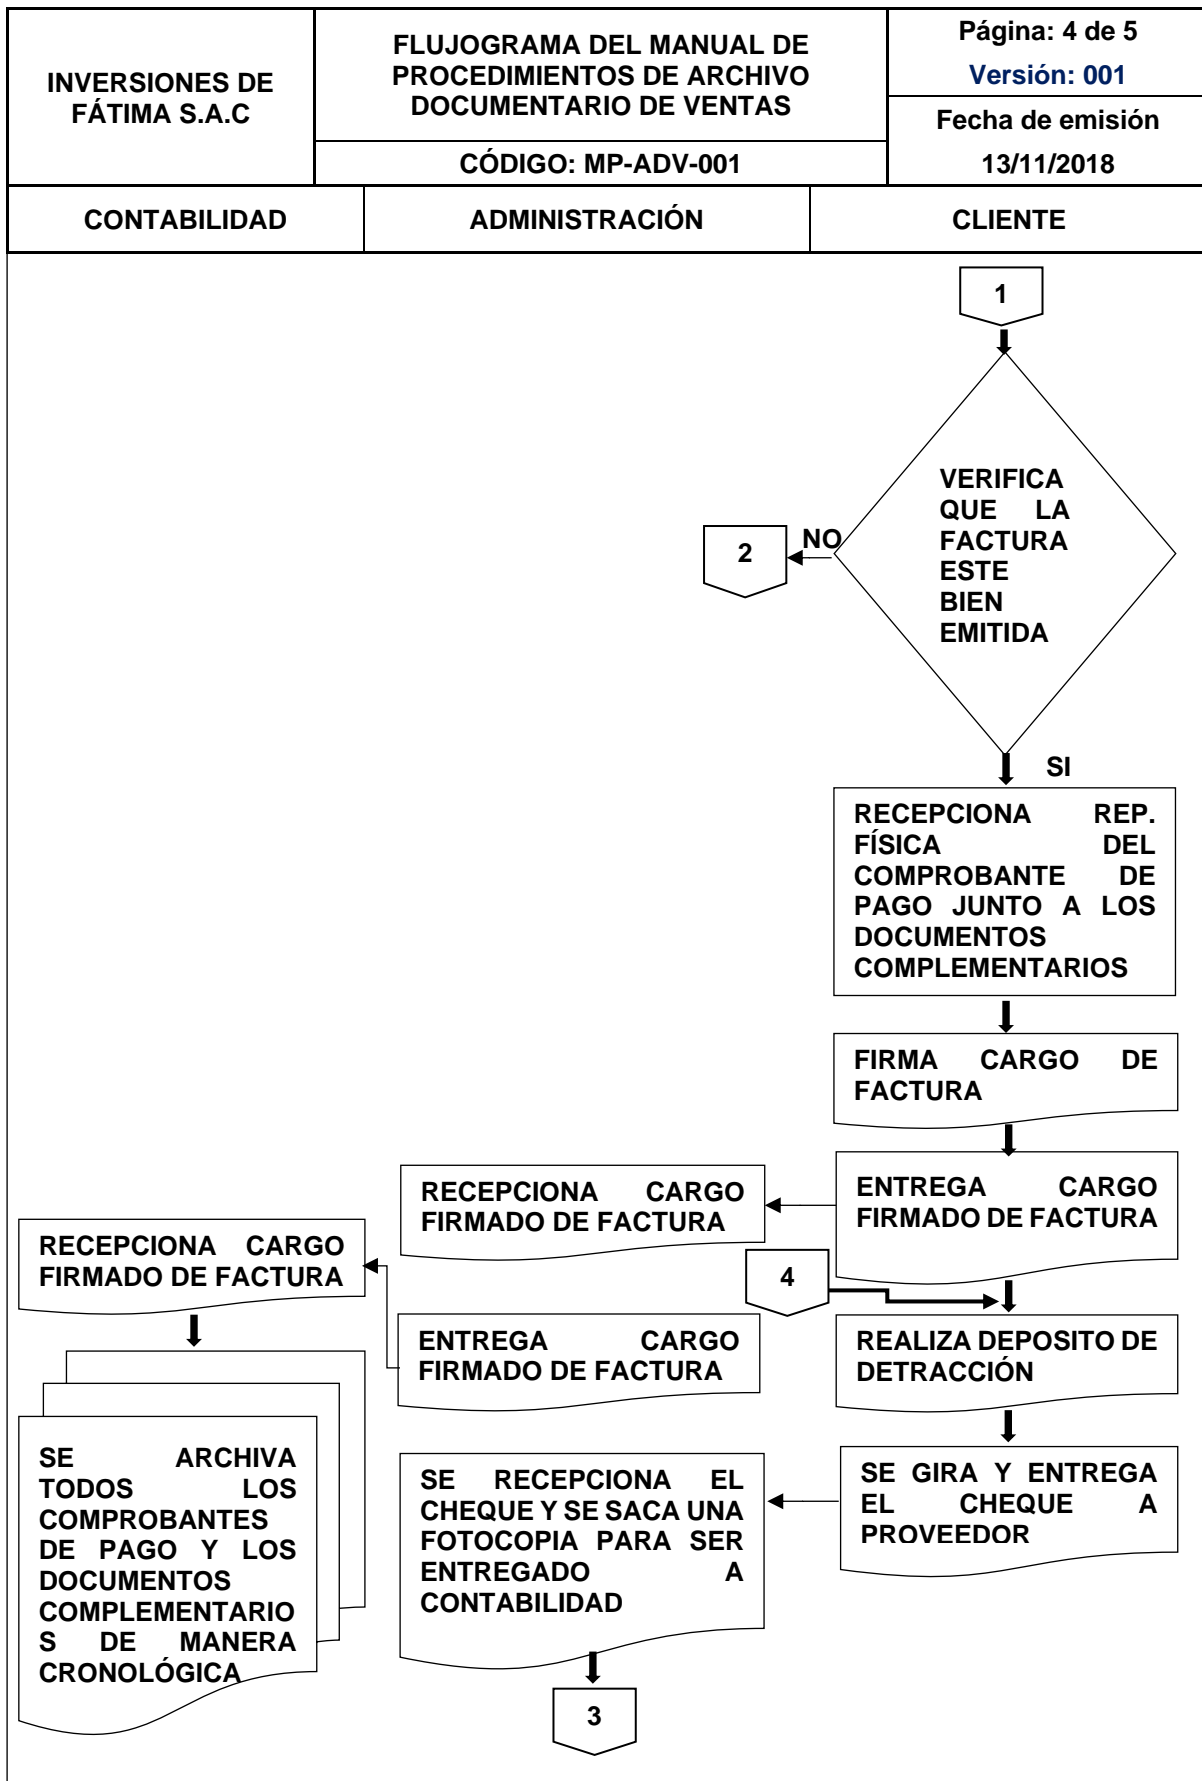 INVERSIONES DE
FÁTIMA S.A.C
FLUJOGRAMA DEL MANUAL DE
PROCEDIMIENTOS DE ARCHIVO
DOCUMENTARIO DE VENTAS
CÓDIGO: MP-ADV-001
Página: 4 de 5
Versión: 001
Fecha de emisión
13/11/2018
CONTABILIDAD
ADMINISTRACIÓN
CLIENTE
1
VERIFICA
QUE LA
FACTURA
ESTE
BIEN
EMITIDA
NO
2
SI
RECEPCIONA REP.
FÍSICA DEL
COMPROBANTE DE
PAGO JUNTO A LOS
DOCUMENTOS
COMPLEMENTARIOS
FIRMA CARGO DE
FACTURA
ENTREGA CARGO
FIRMADO DE FACTURA
RECEPCIONA CARGO
FIRMADO DE FACTURA
RECEPCIONA CARGO
FIRMADO DE FACTURA
4
ENTREGA CARGO
FIRMADO DE FACTURA
REALIZA DEPOSITO DE
DETRACCIÓN
SE ARCHIVA
TODOS LOS
COMPROBANTES
DE PAGO Y LOS
DOCUMENTOS
COMPLEMENTARIO
S DE MANERA
CRONOLÓGICA
SE RECEPCIONA EL
CHEQUE Y SE SACA UNA
FOTOCOPIA PARA SER
ENTREGADO A
CONTABILIDAD
SE GIRA Y ENTREGA
EL CHEQUE A
PROVEEDOR
3